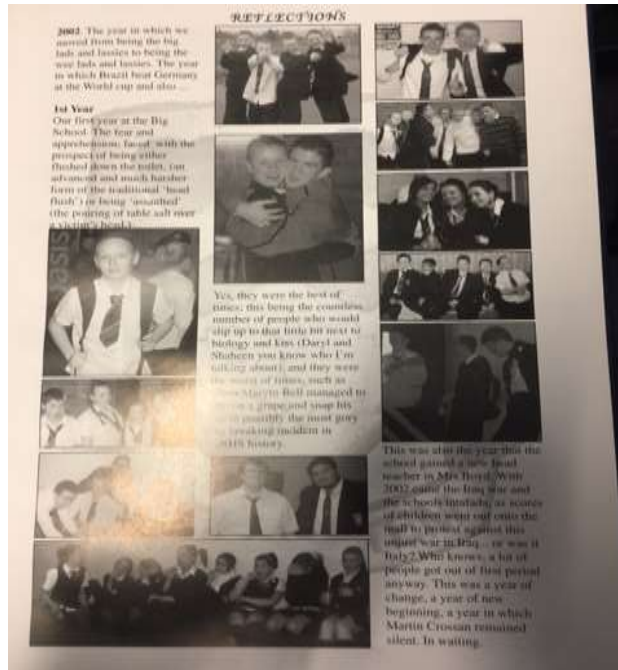 REFLECTIONS
2002. The year in which we
moved from being the big
lads and lassies to being the
wee lads and lassies. The year
in which Brazil beat Germany
at the World cup and also...
1st Year
Our first year at the Big
School. The fear and
apprehension; faced with the
prospect of being either
flushed down the toilet, (an
advanced and much harsher
form of the traditional 'head
flush') or being 'assaulted'
(the pouring of table salt over
a victim's head.)
Yes, they were the best of
times; this being the countless
number of people who would
slip up to that little bit next to
biology and kiss (Daryl and
Shaheen you know who I'm
talking about), and they were
the worst of times, such as
Martin Bell managed to
a grape and snap his
possibly the most gory
breaking incident in
history.
This was also the year that the
school gained a new head
teacher in Mrs Boyd. With
2002 came the Iraq war and
the schools intifada, as scores
of children went out onto the
mall to protest against this
unjust war in Iraq... or was it
Italy? Who knows, a lot of
people got out of first period
anyway. This was a year of
change, a year of new
beginning, a year in which
Martin Crossan remained
silent. In waiting.